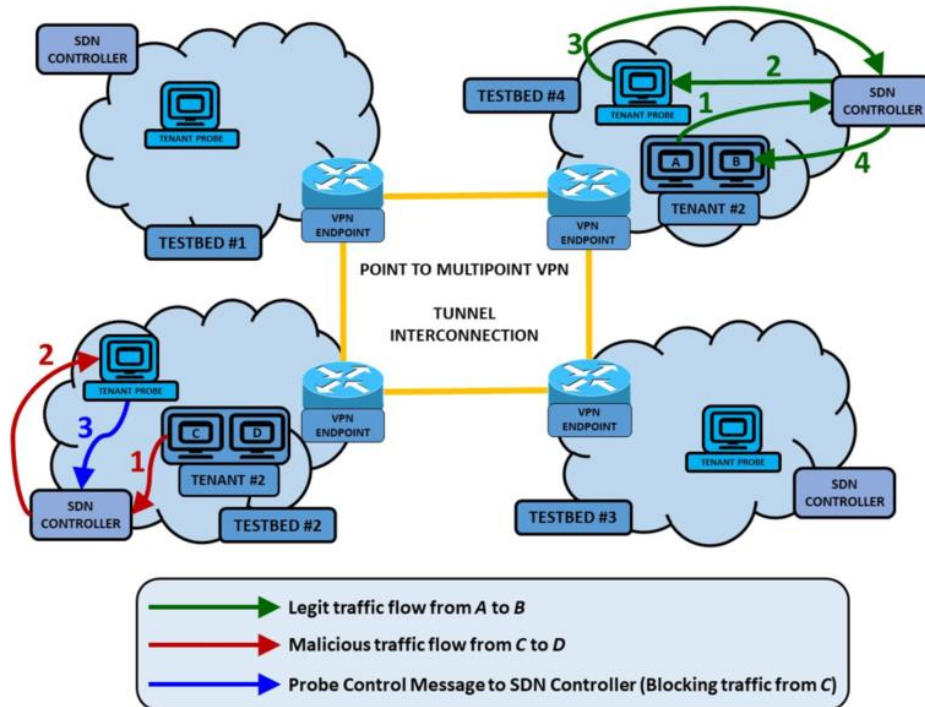 SDN
CONTROLLER
TENANT PROBE
TESTBED #1
VPN
ENDPOINT
3
2
1
4
TESTBED #4
TENANT PROBE
SDN
CONTROLLER
A
B
TENANT #2
VPN
ENDPOINT
POINT TO MULTIPOINT VPN
TUNNEL
INTERCONNECTION
2
TENANT PROBE
3
1
C
D
TENANT #2
SDN
CONTROLLER
TESTBED #2
VPN
ENDPOINT
VPN
ENDPOINT
TENANT PROBE
SDN
CONTROLLER
TESTBED #3
Legit traffic flow from A to B
Malicious traffic flow from C to D
Probe Control Message to SDN Controller (Blocking traffic from C)